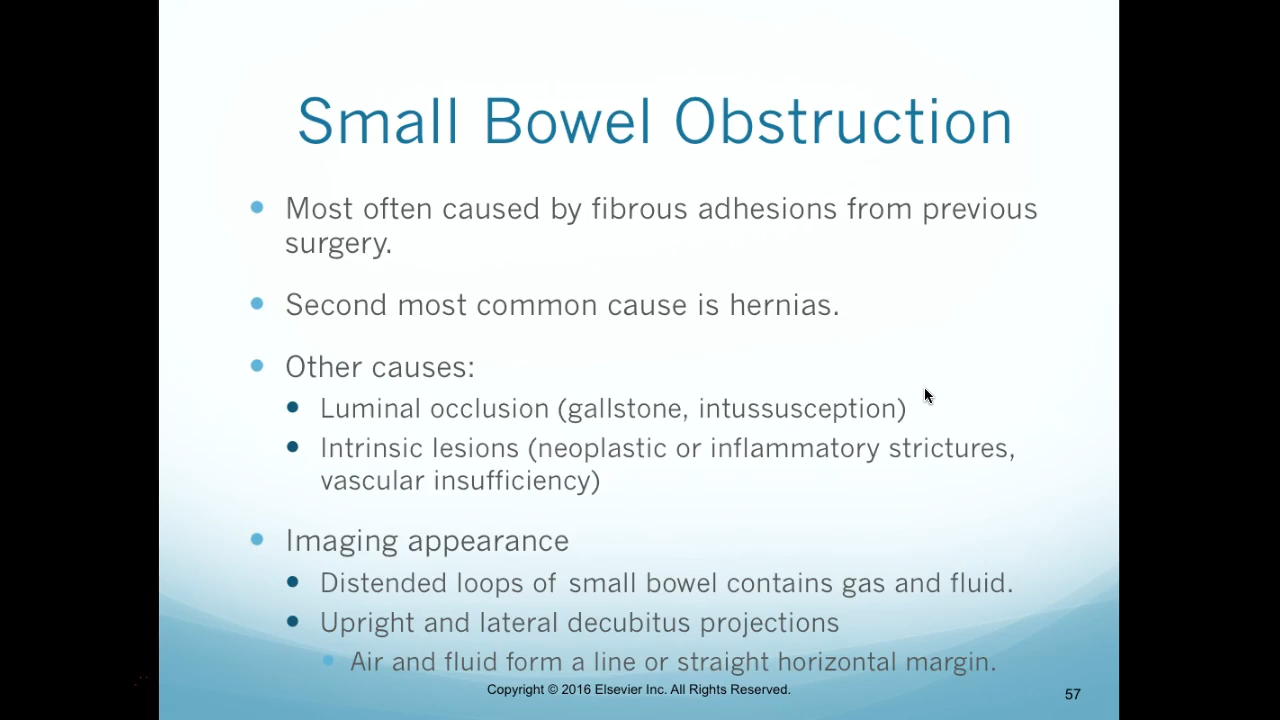 Small Bowel Obstruction
Most often caused by fibrous adhesions from previous
surgery.
Second most common cause is hernias.
Other causes:
Luminal occlusion (gallstone, intussusception)
Intrinsic lesions (neoplastic or inflammatory strictures,
vascular insufficiency)
Imaging appearance
Distended loops of small bowel contains gas and fluid.
Upright and lateral decubitus projections
Air and fluid form a line or straight horizontal margin.
Copyright © 2016 Elsevier Inc. All Rights Reserved.
57